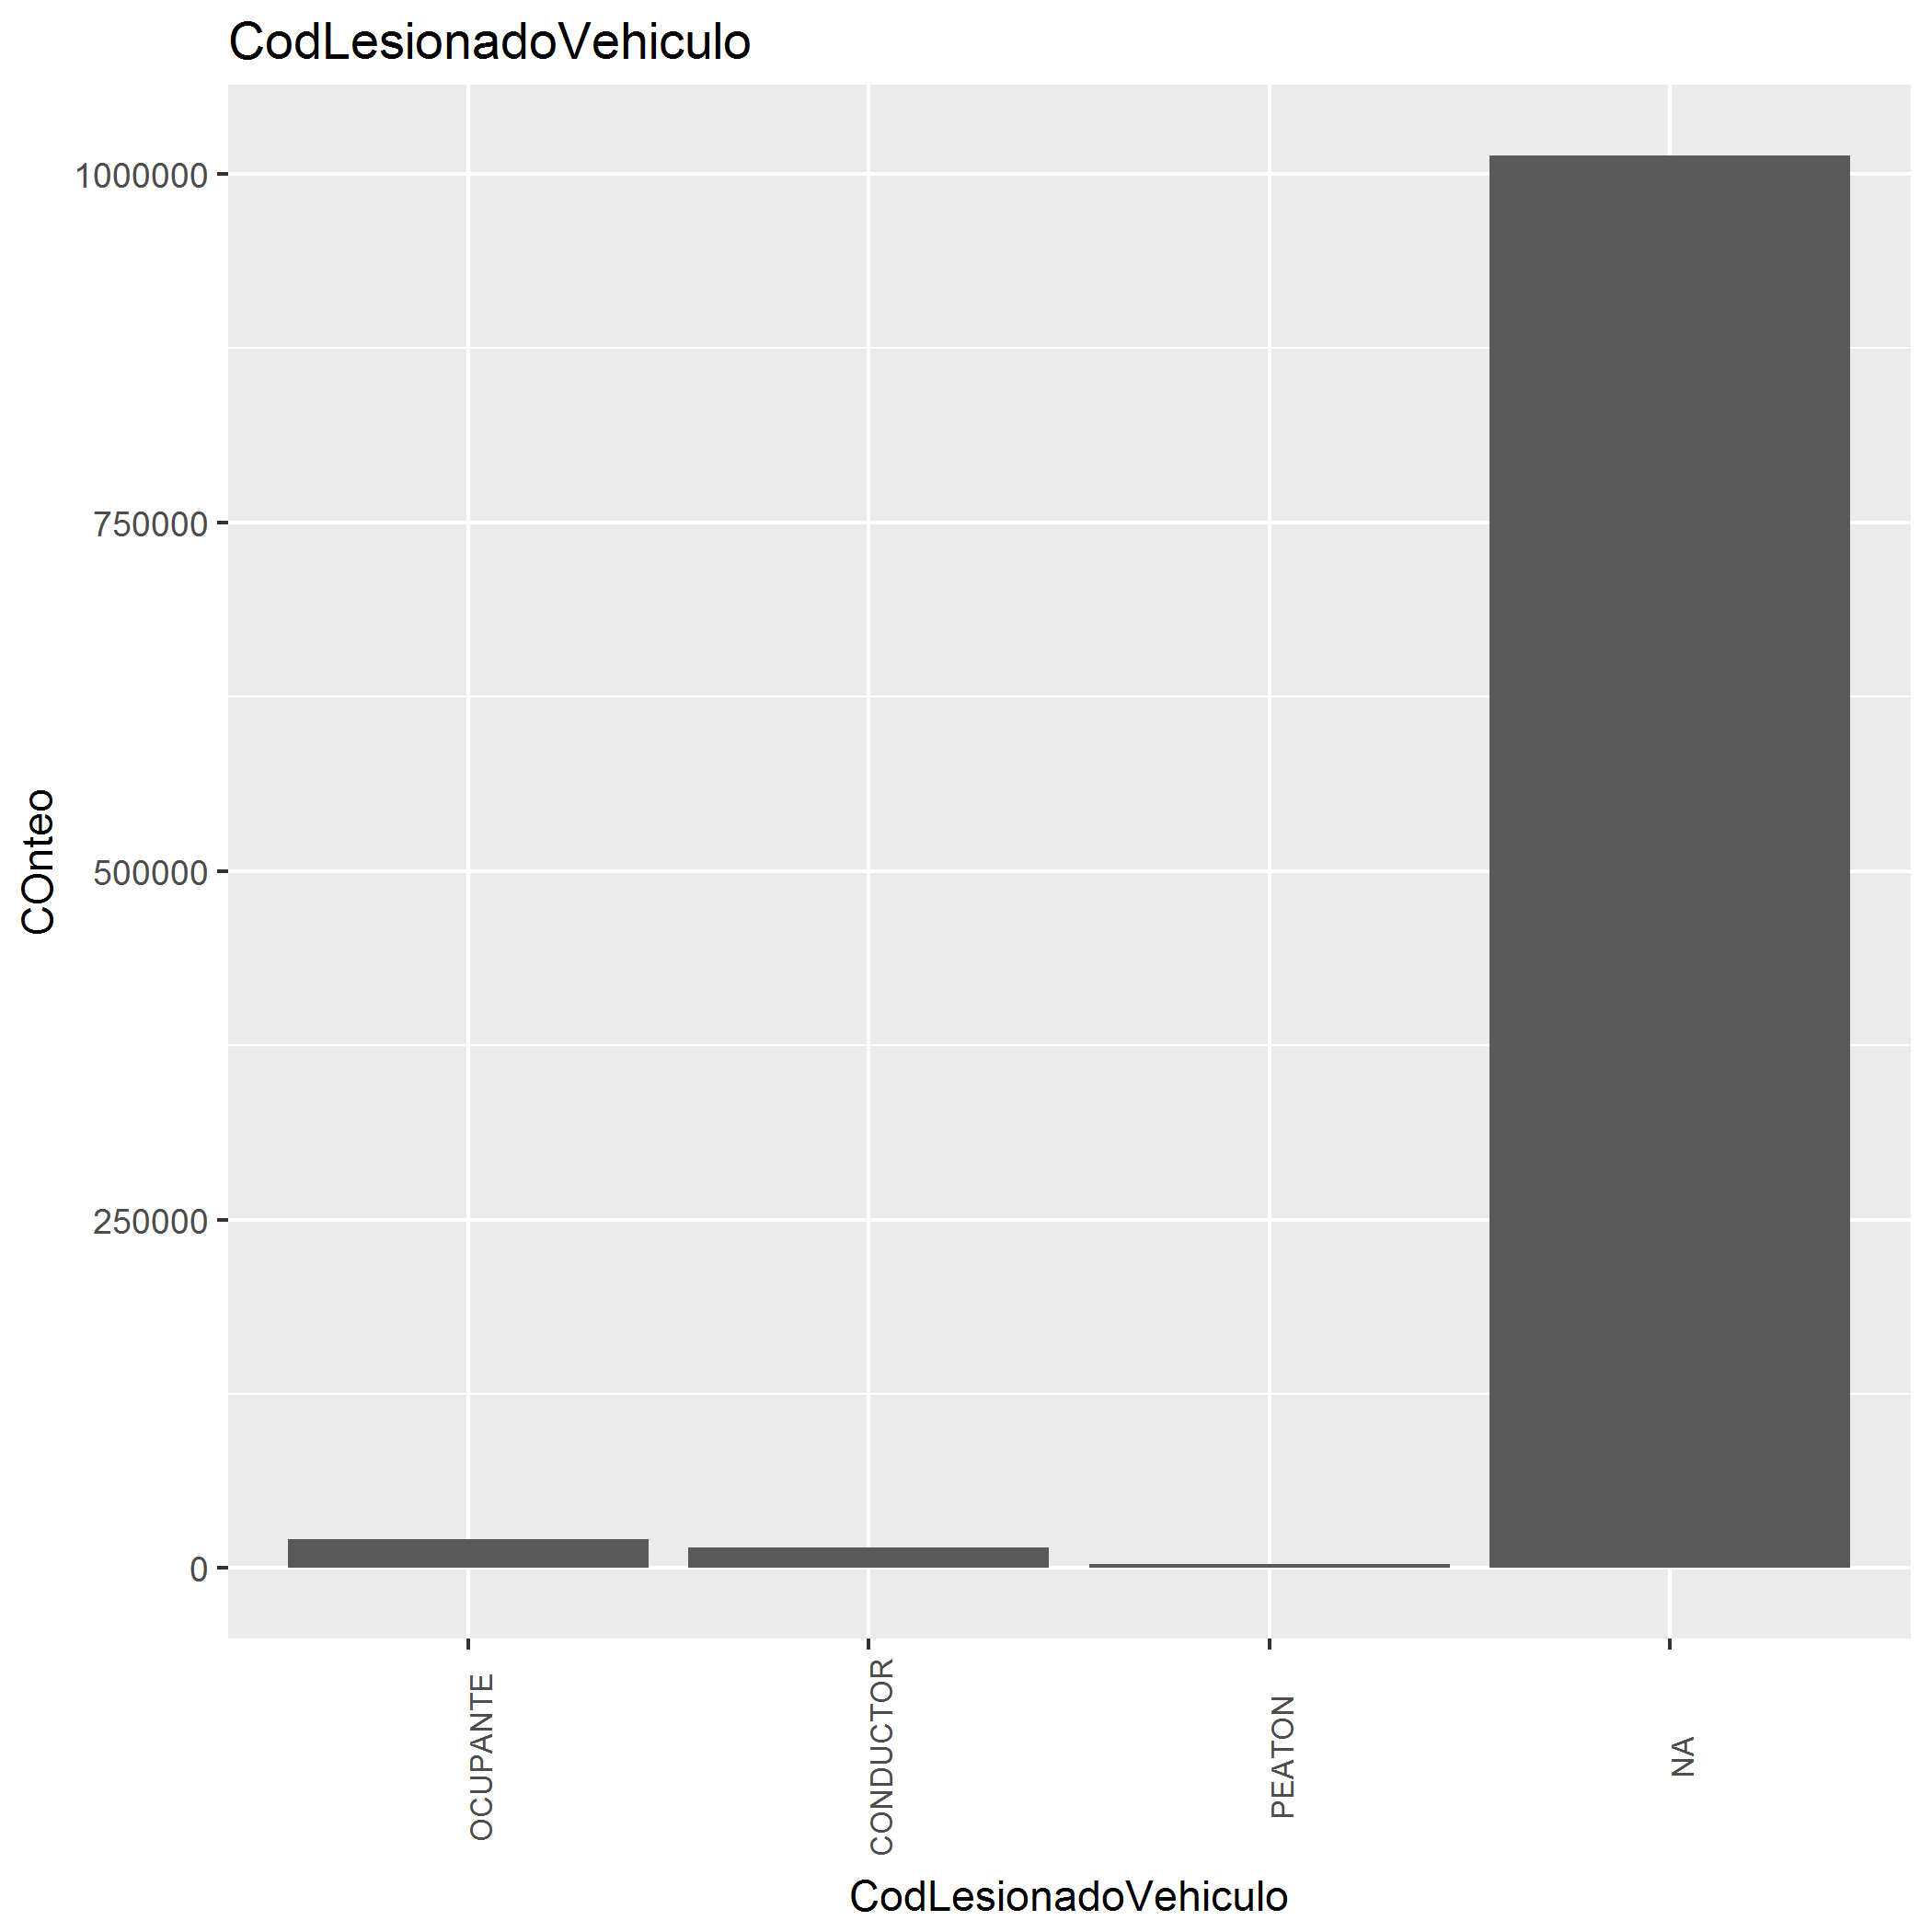 CodLesionadoVehiculo
COnteo
1000000
750000
500000
250000
0
OCUPANTE
CONDUCTOR
PEATON
NA
CodLesionadoVehiculo